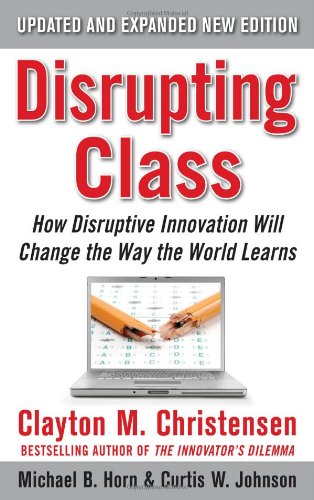 UPDATED AND EXPANDED NEW EDITION
Disrupting
Class
How Disruptive Innovation Will
Change the Way the World Learns
Clayton M. Christensen
BESTSELLING AUTHOR OF THE INNOVATOR'S DILEMMA
Michael B. Horn & Curtis W. Johnson